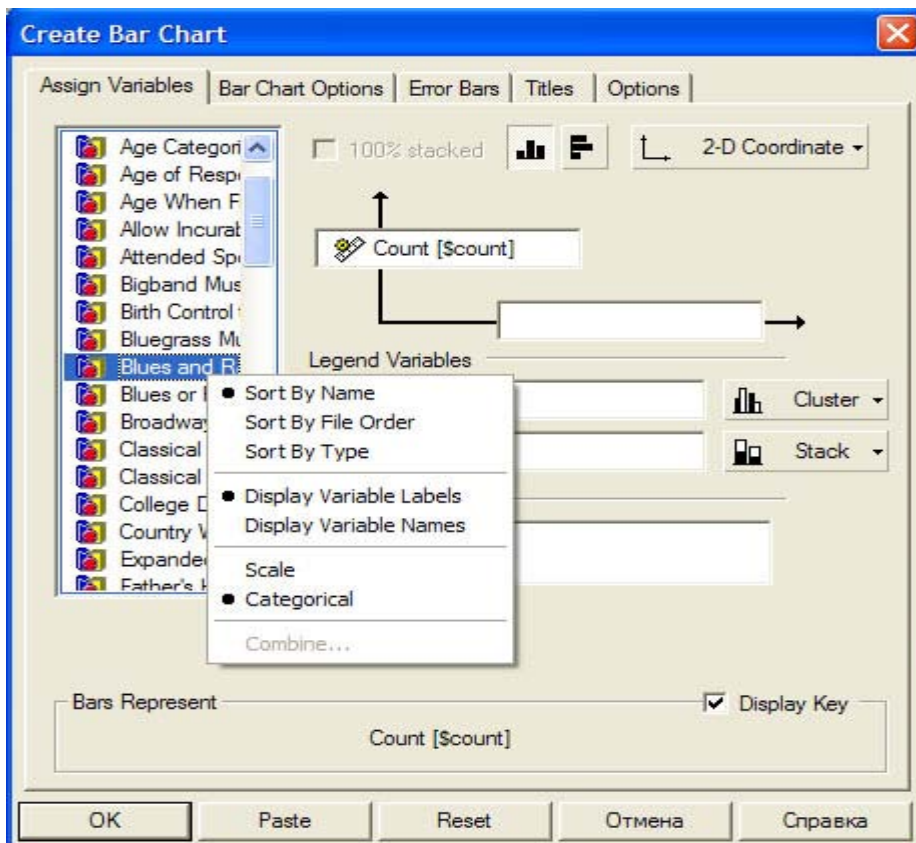 Create Bar Chart
Assign Variables Bar Chart Options Error Bars Titles Options
100% stacked
2-D Coordinate
Age Categori
Age of Resp
Age When F
Allow Incurat
Attended Sp
Bigband Mus
Birth Control
Bluegrass Mu
Blues and R
Blues or
Broadway
Classical
Classical
College D
Country W
Expanded
Father's
Count [$count]
Legend Variables
Cluster
Stack
Sort By Name
Sort By File Order
Sort By Type
Display Variable Labels
Display Variable Names
Scale
Categorical
Combine...
Bars Represent
Display Key
Count [$count]
OK Paste Reset Отмена Справка